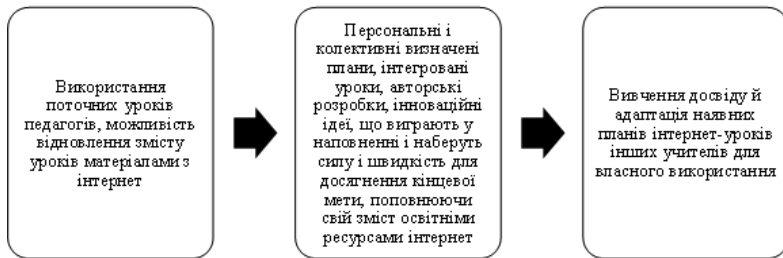 Використання
поточних уроків
педагогів, можливість
відновлення змісту
уроків матеріалами з
інтернет
Персональні і
колективні визначені
плани, інтегровані
уроки, авторські
розробки, інноваційні
ідеї, що виграють у
наповненні і наберуть
силу і швидкість для
досягнення кінцевої
мети, поповнюючи
свій зміст освітніми
ресурсами інтернет
Вивчення досвіду й
адаптація наявних
планів інтернет-уроків
інших учителів для
власного використання